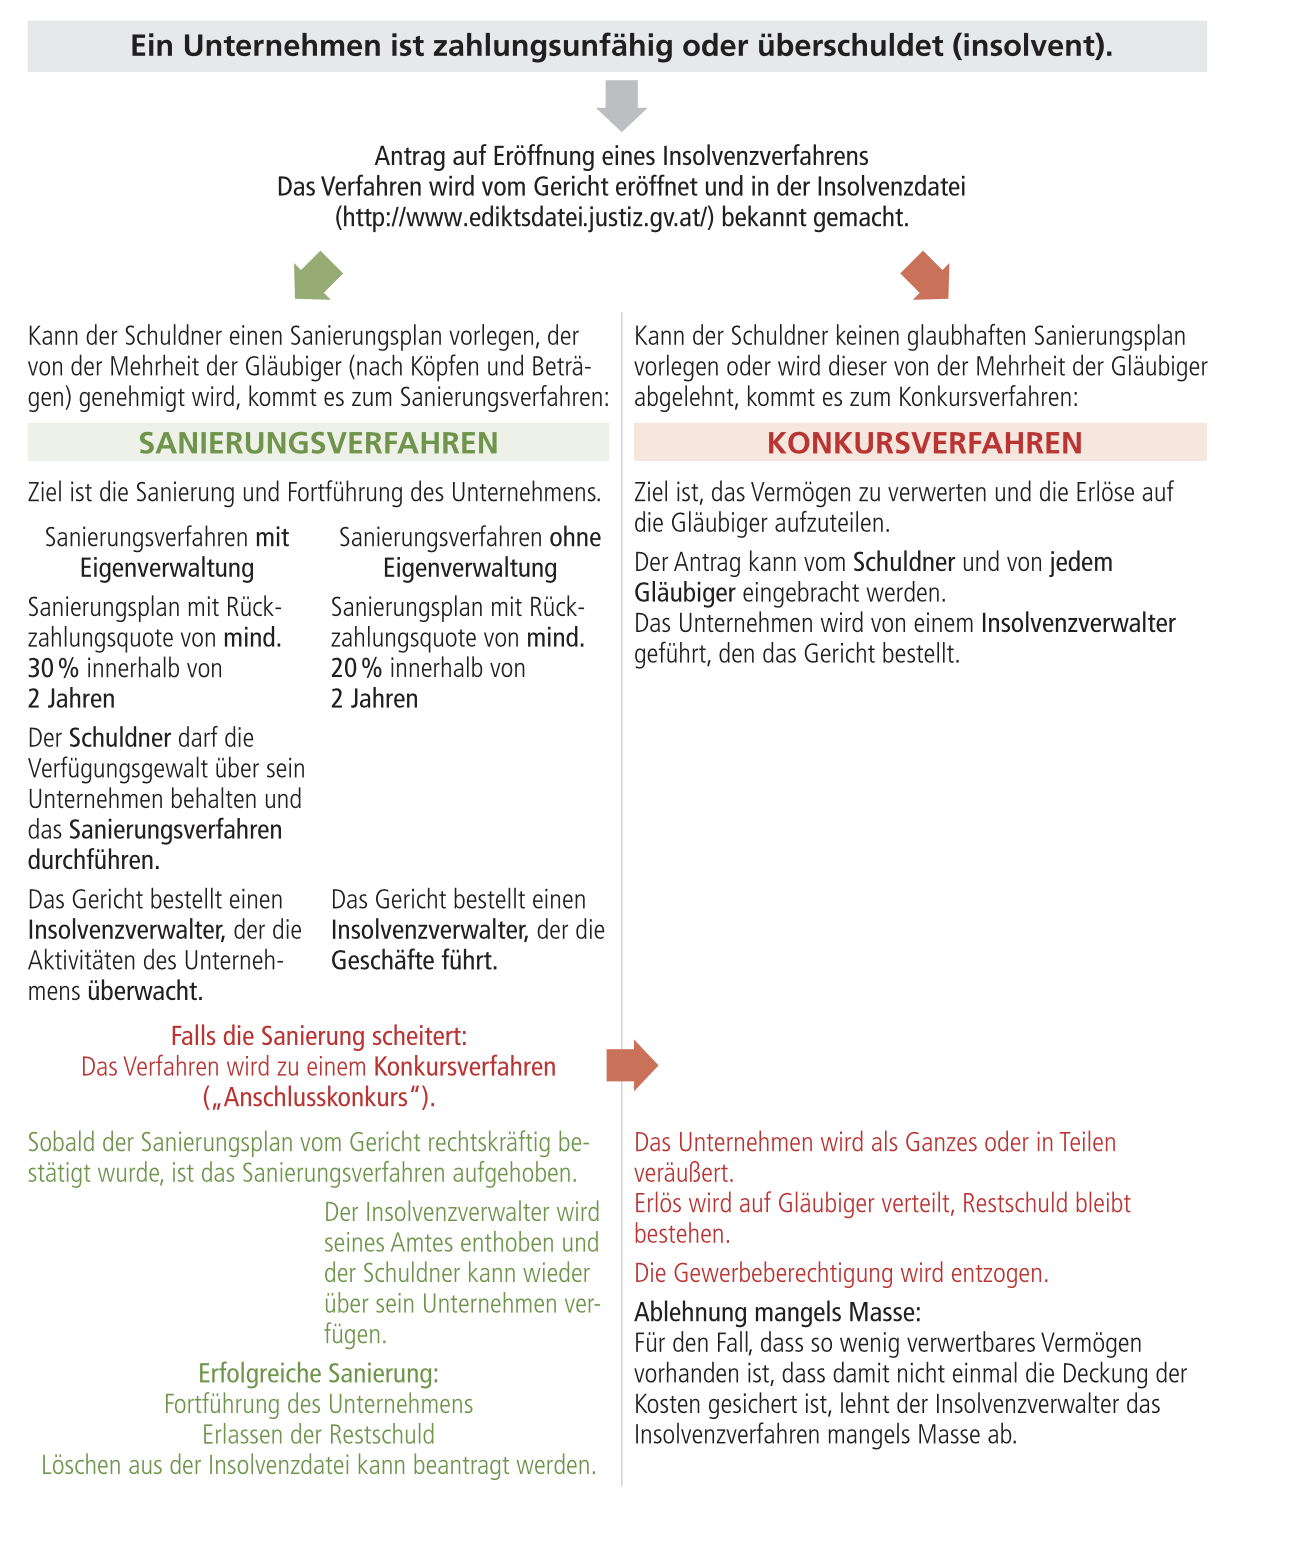 Ein Unternehmen ist zahlungsunfähig oder überschuldet (insolvent).
Antrag auf Eröffnung eines Insolvenzverfahrens
Das Verfahren wird vom Gericht eröffnet und in der Insolvenzdatei
(http://www.ediktsdatei.justiz.gv.at/) bekannt gemacht.
Kann der Schuldner einen Sanierungsplan vorlegen, der
von der Mehrheit der Gläubiger (nach Köpfen und Beträ-
gen) genehmigt wird, kommt es zum Sanierungsverfahren:
SANIERUNGSVERFAHREN
Ziel ist die Sanierung und Fortführung des Unternehmens.
Sanierungsverfahren mit
Eigenverwaltung
Sanierungsplan mit Rück-
zahlungsquote von mind.
30 % innerhalb von
2 Jahren
Der Schuldner darf die
Verfügungsgewalt über sein
Unternehmen behalten und
das Sanierungsverfahren
durchführen.
Das Gericht bestellt einen
Insolvenzverwalter, der die
Aktivitäten des Unterneh-
mens überwacht.
Sanierungsverfahren ohne
Eigenverwaltung
Sanierungsplan mit Rück-
zahlungsquote von mind.
20 % innerhalb von
2 Jahren
Das Gericht bestellt einen
Insolvenzverwalter, der die
Geschäfte führt.
Falls die Sanierung scheitert:
Das Verfahren wird zu einem Konkursverfahren
(„Anschlusskonkurs“).
Sobald der Sanierungsplan vom Gericht rechtskräftig be-
stätigt wurde, ist das Sanierungsverfahren aufgehoben.
Der Insolvenzverwalter wird
seines Amtes enthoben und
der Schuldner kann wieder
über sein Unternehmen ver-
fügen.
Erfolgreiche Sanierung:
Fortführung des Unternehmens
Erlassen der Restschuld
Löschen aus der Insolvenzdatei kann beantragt werden.
Kann der Schuldner keinen glaubhaften Sanierungsplan
vorlegen oder wird dieser von der Mehrheit der Gläubiger
abgelehnt, kommt es zum Konkursverfahren:
KONKURSVERFAHREN
Ziel ist, das Vermögen zu verwerten und die Erlöse auf
die Gläubiger aufzuteilen.
Der Antrag kann vom Schuldner und von jedem
Gläubiger eingebracht werden.
Das Unternehmen wird von einem Insolvenzverwalter
geführt, den das Gericht bestellt.
Das Unternehmen wird als Ganzes oder in Teilen
veräußert.
Erlös wird auf Gläubiger verteilt, Restschuld bleibt
bestehen.
Die Gewerbeberechtigung wird entzogen.
Ablehnung mangels Masse:
Für den Fall, dass so wenig verwertbares Vermögen
vorhanden ist, dass damit nicht einmal die Deckung der
Kosten gesichert ist, lehnt der Insolvenzverwalter das
Insolvenzverfahren mangels Masse ab.